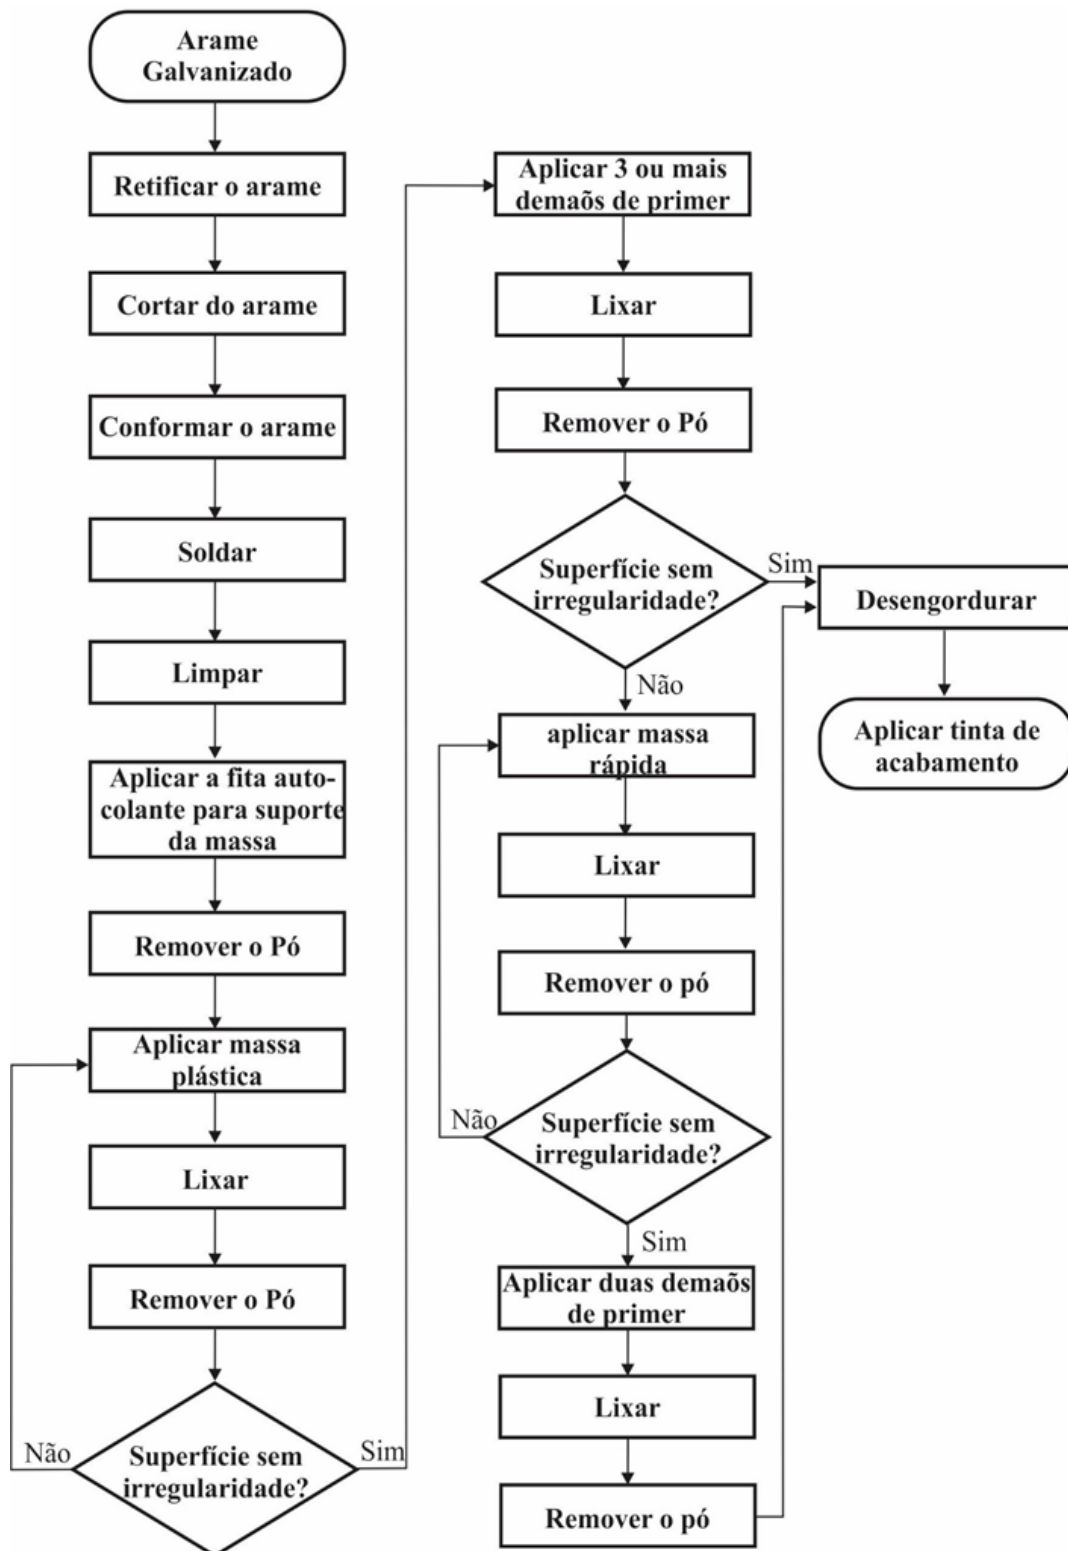 Arame
Galvanizado
Retificar o arame
Cortar do arame
Conformar o arame
Soldar
Limpar
Aplicar a fita auto-
colante para suporte
da massa
Remover o Pó
Aplicar massa
plástica
Lixar
Remover o Pó
Superfície sem
irregularidade?
Não
Sim
Aplicar 3 ou mais
demaõs de primer
Lixar
Remover o Pó
Superfície sem
irregularidade?
Sim
Não
aplicar massa
rápida
Lixar
Remover o pó
Superfície sem
irregularidade?
Não
Sim
Aplicar duas demaõs
de primer
Lixar
Remover o pó
Desengordurar
Aplicar tinta de
acabamento